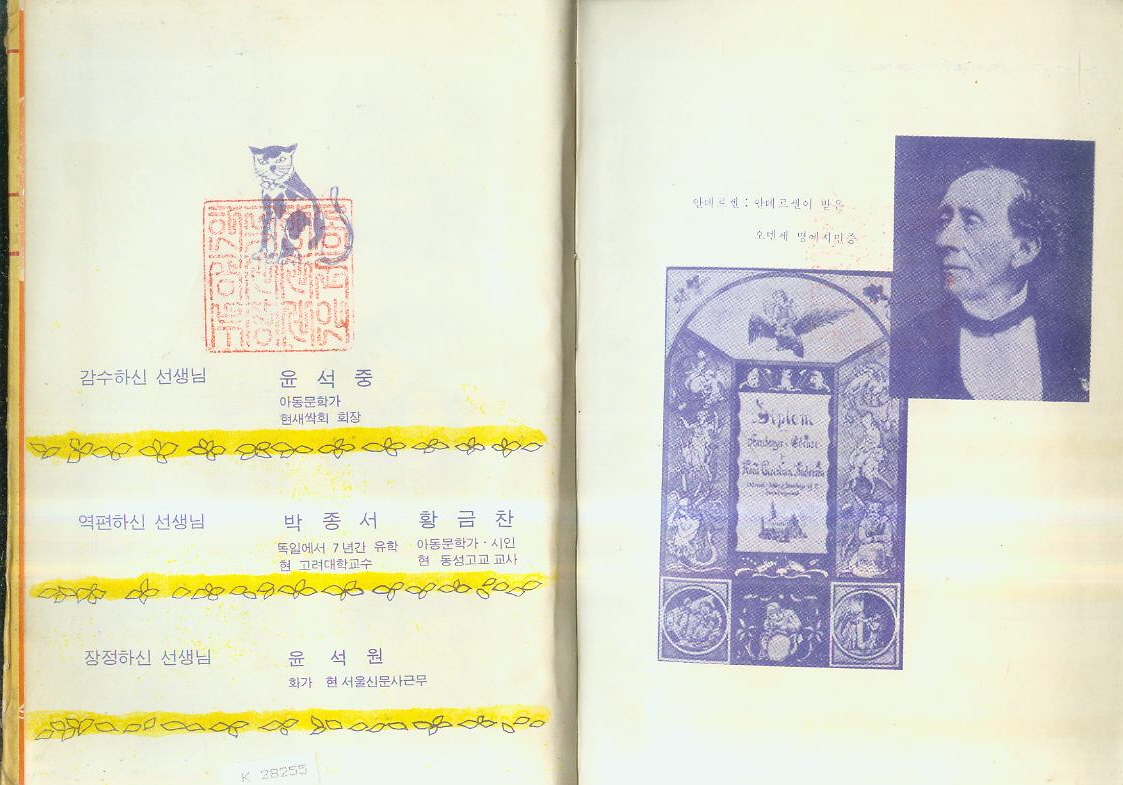 감수하신 선생님
윤 석 중
아동문학가
현새싹회 회장
역편하신 선생님
박 종 서 황 금 찬
독일에서 7년간 유학 아동문학가·시인
현 고려대학교수 현 동성고교 교사
장정하신 선생님
윤 석 원
화가 현 서울신문사근무
K 28255
안데르센: 안데르센이 받은
오덴세 명예시민증